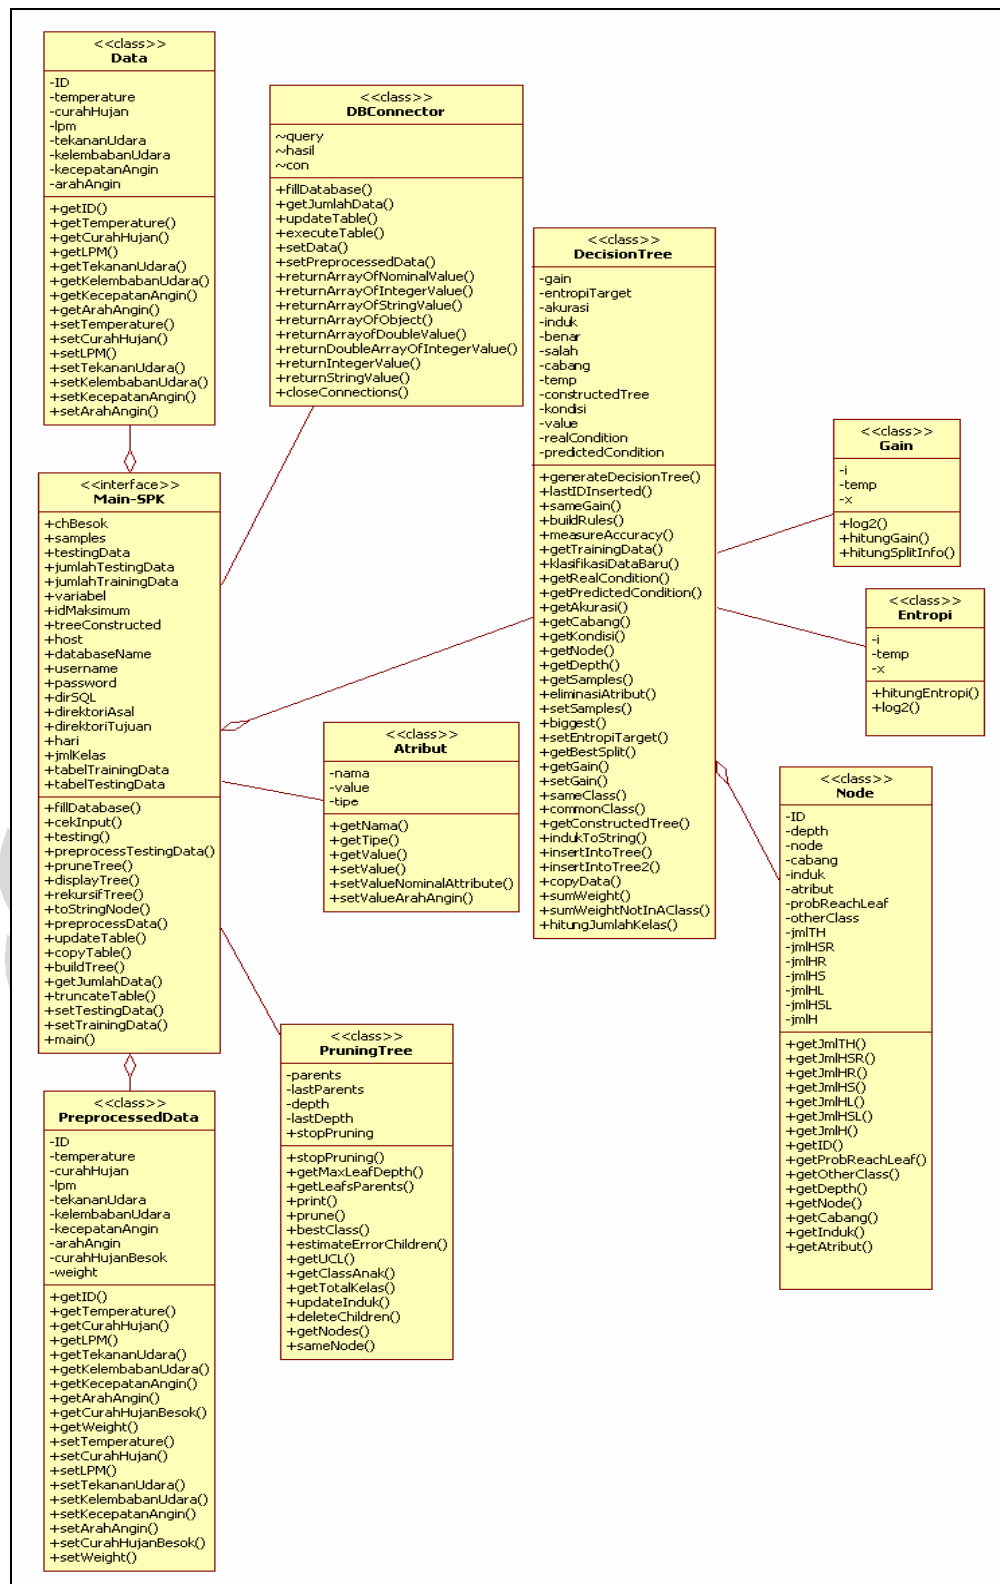 <<class>>
Data
-ID
-temperature
-curahHujan
-lpm
-tekananUdara
-kelembabanUdara
-kecepatanAngin
-arahAngin
+getID()
+getTemperature()
+getCurahHujan()
+getLPM()
+getTekananUdara()
+getKelembabanUdara()
+getKecepatanAngin()
+getArahAngin()
+setTemperature()
+setCurahHujan()
+setLPM()
+setTekananUdara()
+setKelembabanUdara()
+setKecepatanAngin()
+setArahAngin()
<<class>>
DBConnector
~query
~hasil
~con
+fillDatabase()
+getJumlahData()
+updateTable()
+executeTable()
+setData()
+setPreprocessedData()
+returnArrayOfNominalValue()
+returnArrayOfIntegerValue()
+returnArrayOfStringValue()
+returnArrayOfObject()
+returnArrayofDoubleValue()
+returnDoubleArrayOfIntegerValue()
+returnIntegerValue()
+returnStringValue()
+closeConnections()
<<class>>
DecisionTree
-gain
-entropiTarget
-akurasi
-induk
-benar
-salah
-cabang
-temp
-constructedTree
-kondisi
-value
-realCondition
-predictedCondition
+generateDecisionTree()
+lastIDInserted()
+sameGain()
+buildRules()
+measureAccuracy()
+getTrainingData()
+klasifikasiDataBaru()
+getRealCondition()
+getPredictedCondition()
+getAkurasi()
+getCabang()
+getKondisi()
+getNode()
+getDepth()
+getSamples()
+eliminasiAtribut()
+setSamples()
+biggest()
+setEntropiTarget()
+getBestSplit()
+getGain()
+setGain()
+sameClass()
+commonClass()
+getConstructedTree()
+indukToString()
+insertIntoTree()
+insertIntoTree2()
+copyData()
+sumWeight()
+sumWeightNotInAClass()
+hitungJumlahKelas()
<<class>>
Gain
-i
-temp
-x
+log2()
+hitungGain()
+hitungSplitInfo()
<<class>>
Entropi
-i
-temp
-x
+hitungEntropi()
+log2()
<<interface>>
Main-SPK
+chBesok
+samples
+testingData
+jumlahTestingData
+jumlahTrainingData
+variabel
+idMaksimum
+treeConstructed
+host
+databaseName
+username
+password
+dirSQL
+direktoriAsal
+direktoriTujuan
+hari
+jmlKelas
+tabelTrainingData
+tabelTestingData
+fillDatabase()
+cekInput()
+testing()
+preprocessTestingData()
+pruneTree()
+displayTree()
+rekursifTree()
+toStringNode()
+preprocessData()
+updateTable()
+copyTable()
+buildTree()
+getJumlahData()
+truncateTable()
+setTestingData()
+setTrainingData()
+main()
<<class>>
Atribut
-nama
-value
-tipe
+getNama()
+getTipe()
+getValue()
+setValue()
+setValueNominalAttribute()
+setValueArahAngin()
<<class>>
Node
-ID
-depth
-node
-cabang
-induk
-atribut
-probReachLeaf
-otherClass
-jmlTH
-jmlHSR
-jmlHR
-jmlHS
-jmlHL
-jmlHSL
-jmlH
+getJmlTH()
+getJmlHSR()
+getJmlHR()
+getJmlHS()
+getJmlHL()
+getJmlHSL()
+getJmlH()
+getID()
+getProbReachLeaf()
+getOtherClass()
+getDepth()
+getNode()
+getCabang()
+getInduk()
+getAtribut()
<<class>>
PruningTree
-parents
-lastParents
-depth
-lastDepth
+stopPruning
+stopPruning()
+getMaxLeafDepth()
+getLeafsParents()
+print()
+prune()
+bestClass()
+estimateErrorChildren()
+getUCL()
+getClassAnak()
+getTotalKelas()
+updateInduk()
+deleteChildren()
+getNodes()
+sameNode()
<<class>>
PreprocessedData
-ID
-temperature
-curahHujan
-lpm
-tekananUdara
-kelembabanUdara
-kecepatanAngin
-arahAngin
-curahHujanBesok
-weight
+getID()
+getTemperature()
+getCurahHujan()
+getLPM()
+getTekananUdara()
+getKelembabanUdara()
+getKecepatanAngin()
+getArahAngin()
+getCurahHujanBesok()
+getWeight()
+setTemperature()
+setCurahHujan()
+setLPM()
+setTekananUdara()
+setKelembabanUdara()
+setKecepatanAngin()
+setArahAngin()
+setCurahHujanBesok()
+setWeight()